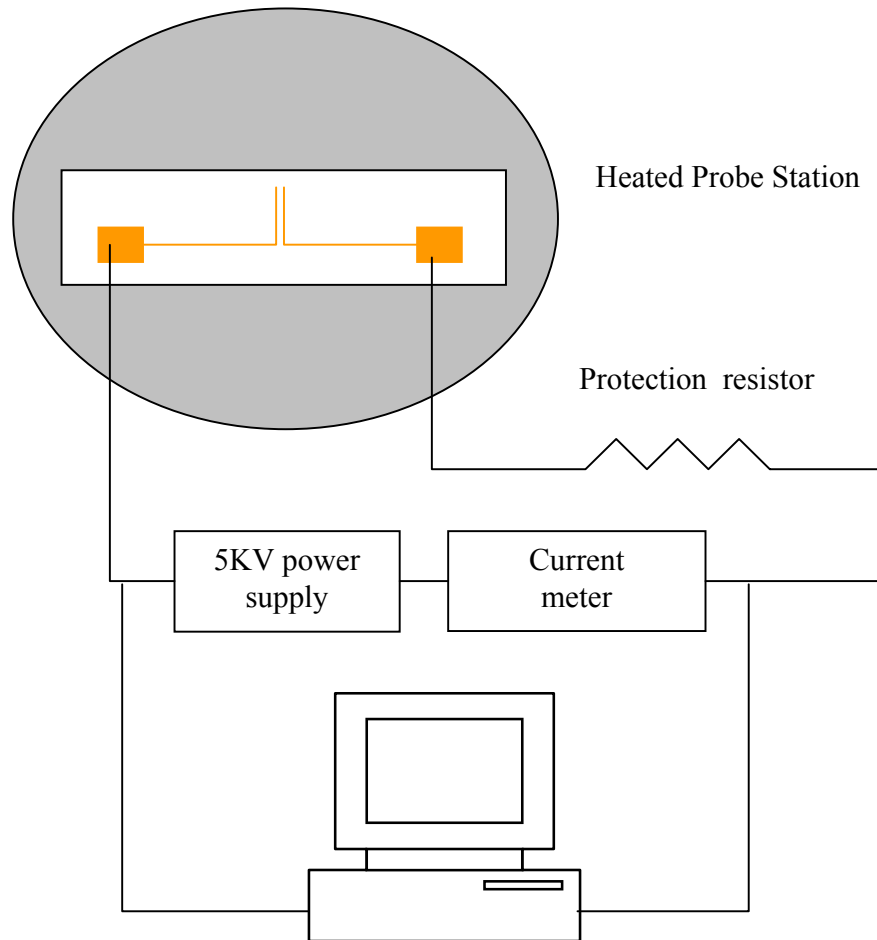 Heated Probe Station
Protection resistor
5KV power
supply
Current
meter